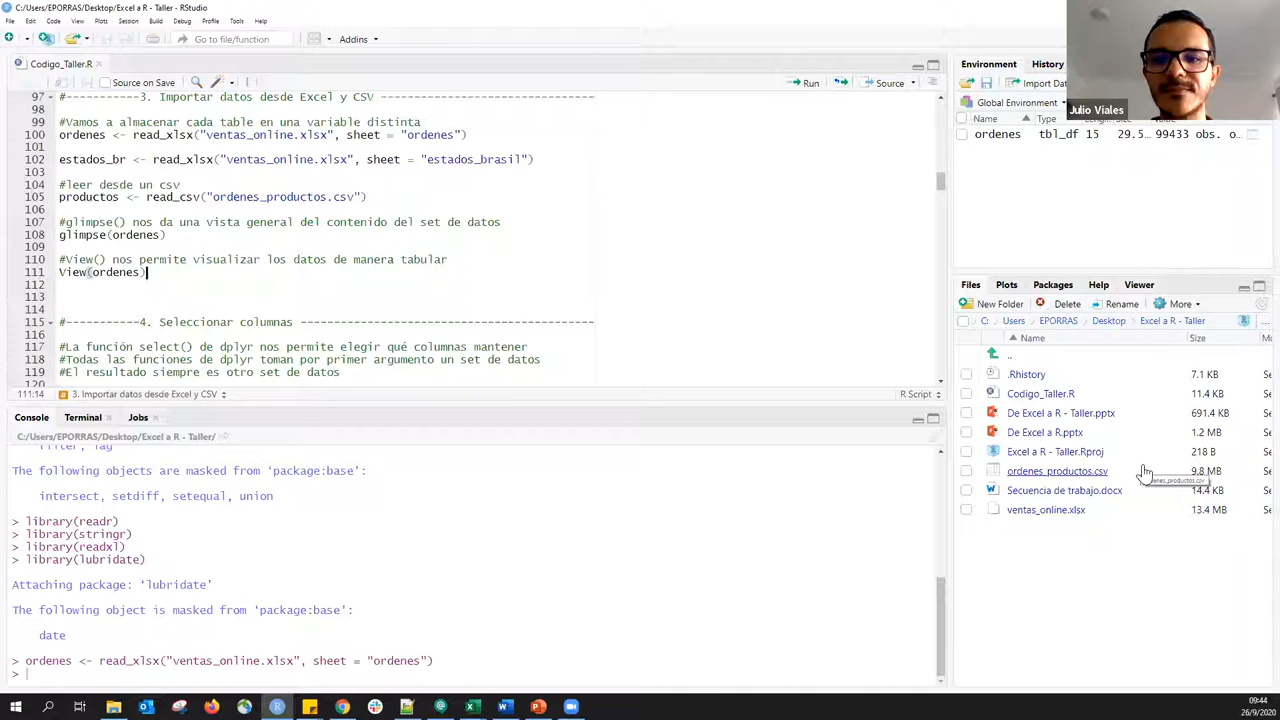 C:/Users/EPORRAS/Desktop/Excel a R - Taller - RStudio
File Edit Code View Plots Session Build Debug Profile Tools Help
Go to file/function Addins
Codigo_Taller.R
Source on Save Run Source
97 #----------3. Importar datos desde Excel y CSV --------------------------------
98
99 #Vamos a almacenar cada table en una variable
100 ordenes <- read_xlsx("ventas_online.xlsx", sheet = "ordenes")
101
102 estados_br <- read_xlsx("ventas_online.xlsx", sheet = "estados_brasil")
103
104 #leer desde un csv
105 productos <- read_csv("ordenes_productos.csv")
106
107 #glimpse() nos da una vista general del contenido del set de datos
108 glimpse(ordenes)
109
110 #View() nos permite visualizar los datos de manera tabular
111 View(ordenes)
112
113
114
115 #----------4. Seleccionar columnas --------------------------------------------
116
117 #La función select() de dplyr nos permite elegir qué columnas mantener
118 #Todas las funciones de dplyr toman por primer argumento un set de datos
119 #El resultado siempre es otro set de datos
120
111:14 3. Importar datos desde Excel y CSV R Script
Console Terminal Jobs
C:/Users/EPORRAS/Desktop/Excel a R - Taller/
filter, lag
The following objects are masked from ‘package:base’:
intersect, setdiff, setequal, union
> library(readr)
> library(stringr)
> library(readxl)
> library(lubridate)
Attaching package: ‘lubridate’
The following object is masked from ‘package:base’:
date
> ordenes <- read_xlsx("ventas_online.xlsx", sheet = "ordenes")
>
Environment History
Import Dat
Global Environment
Julio Viales
Name
ordenes tbl_df 15 29.5… 99433 obs. o…
Files Plots Packages Help Viewer
New Folder Delete Rename More
C: Users EPORRAS Desktop Excel a R - Taller …
Name Size Mo
..
.Rhistory 7.1 KB Se
Codigo_Taller.R 11.4 KB Se
De Excel a R - Taller.pptx 691.4 KB Se
De Excel a R.pptx 1.2 MB Se
Excel a R - Taller.Rproj 218 B Se
ordenes_productos.csv 9.8 MB Se
Secuencia de trabajo.docx 14.4 KB Se
ventas_online.xlsx 13.4 MB Se
09:44
26/9/2020